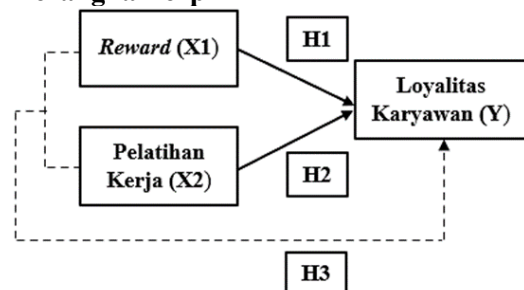 Reward (X1)
H1
Loyalitas
Karyawan (Y)
Pelatihan
Kerja (X2)
H2
H3